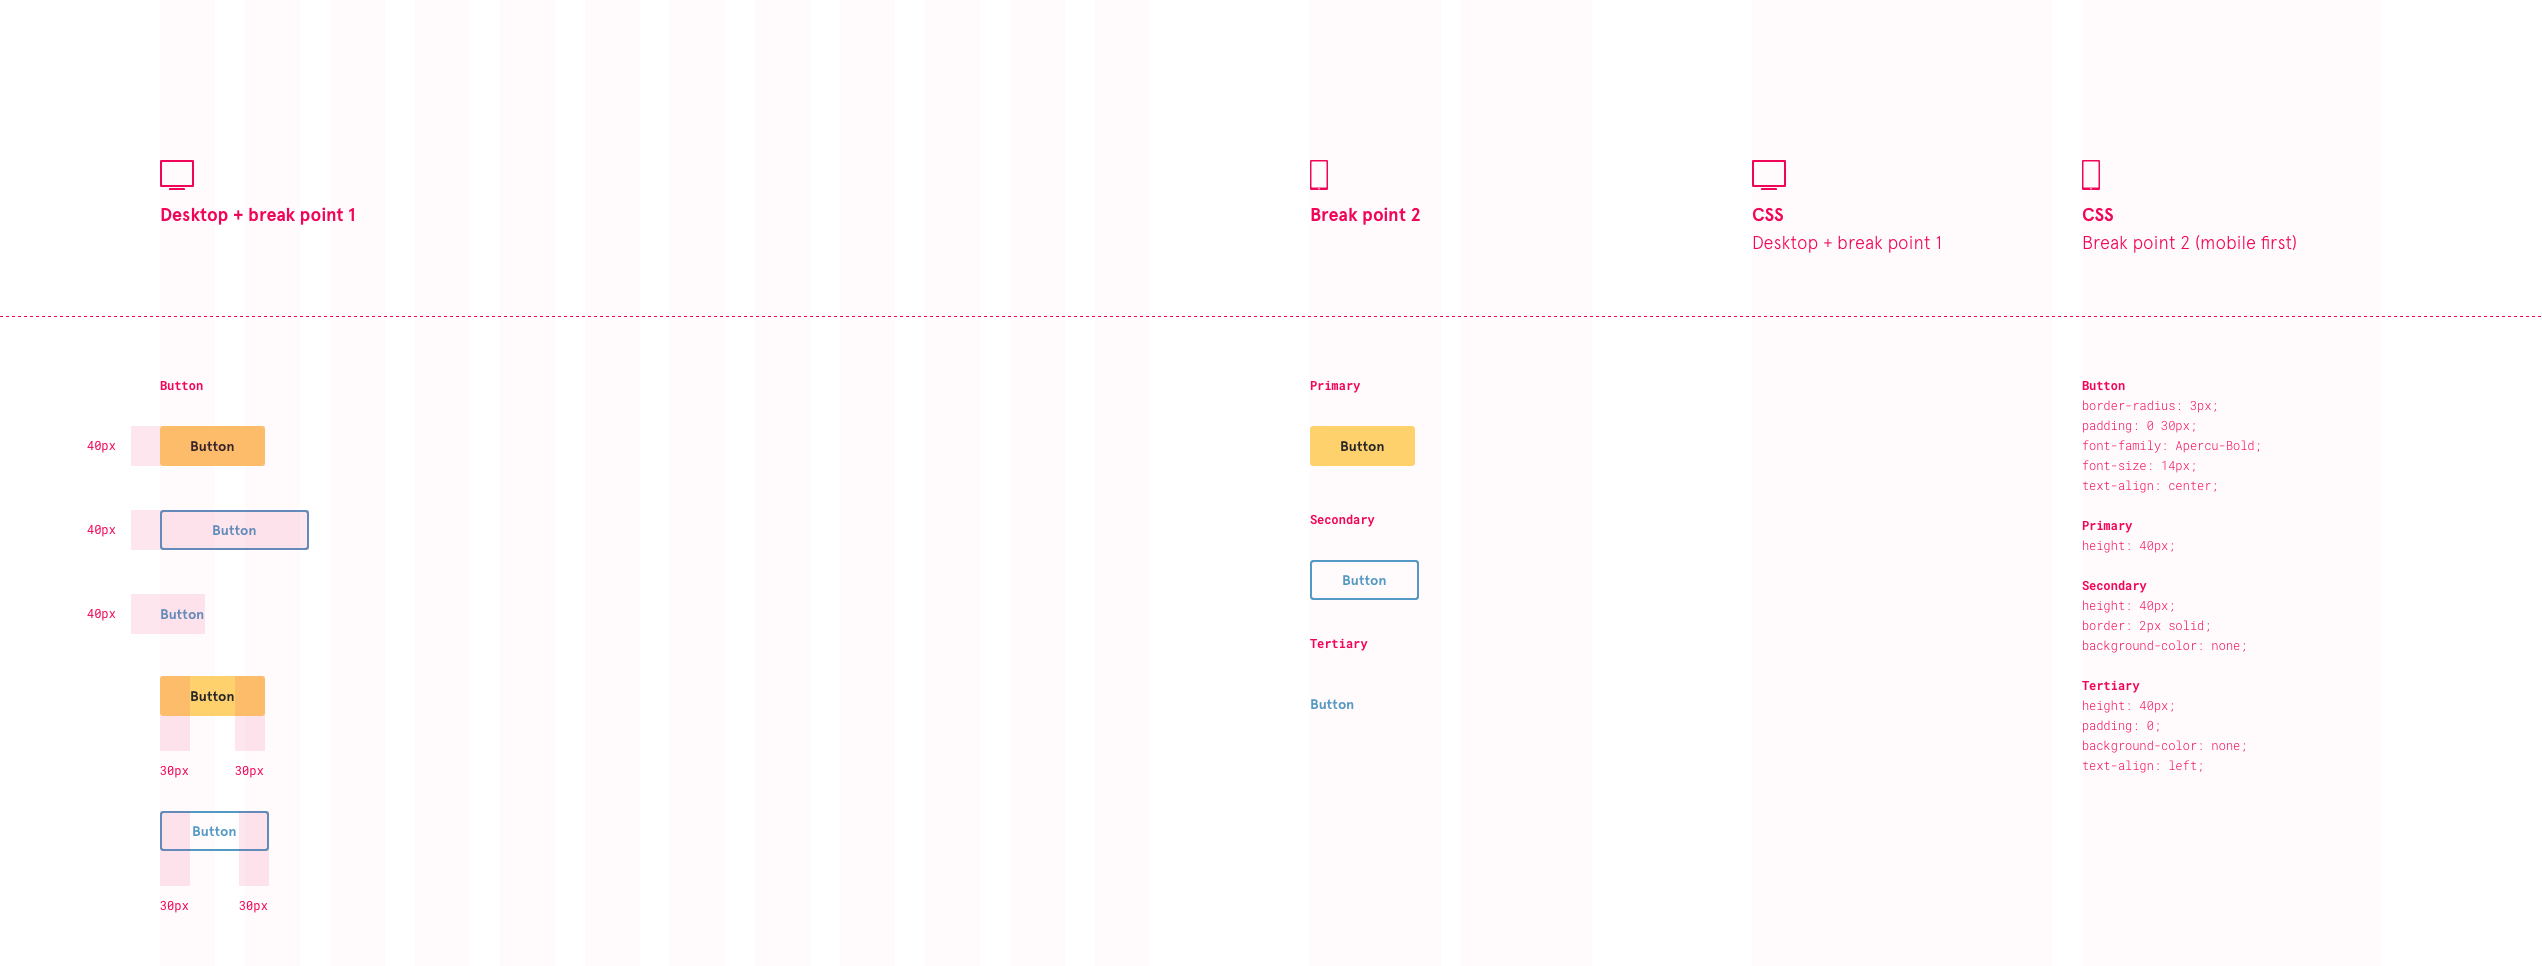 Desktop + break point 1
Break point 2
CSS
Desktop + break point 1
CSS
Break point 2 (mobile first)
Button
40px
Button
40px
Button
40px
Button
Button
30px
30px
Button
30px
30px
Primary
Button
Secondary
Button
Tertiary
Button
Button
border-radius: 3px;
padding: 0 30px;
font-family: Apercu-Bold;
font-size: 14px;
text-align: center;
Primary
height: 40px;
Secondary
height: 40px;
border: 2px solid;
background-color: none;
Tertiary
height: 40px;
padding: 0;
background-color: none;
text-align: left;